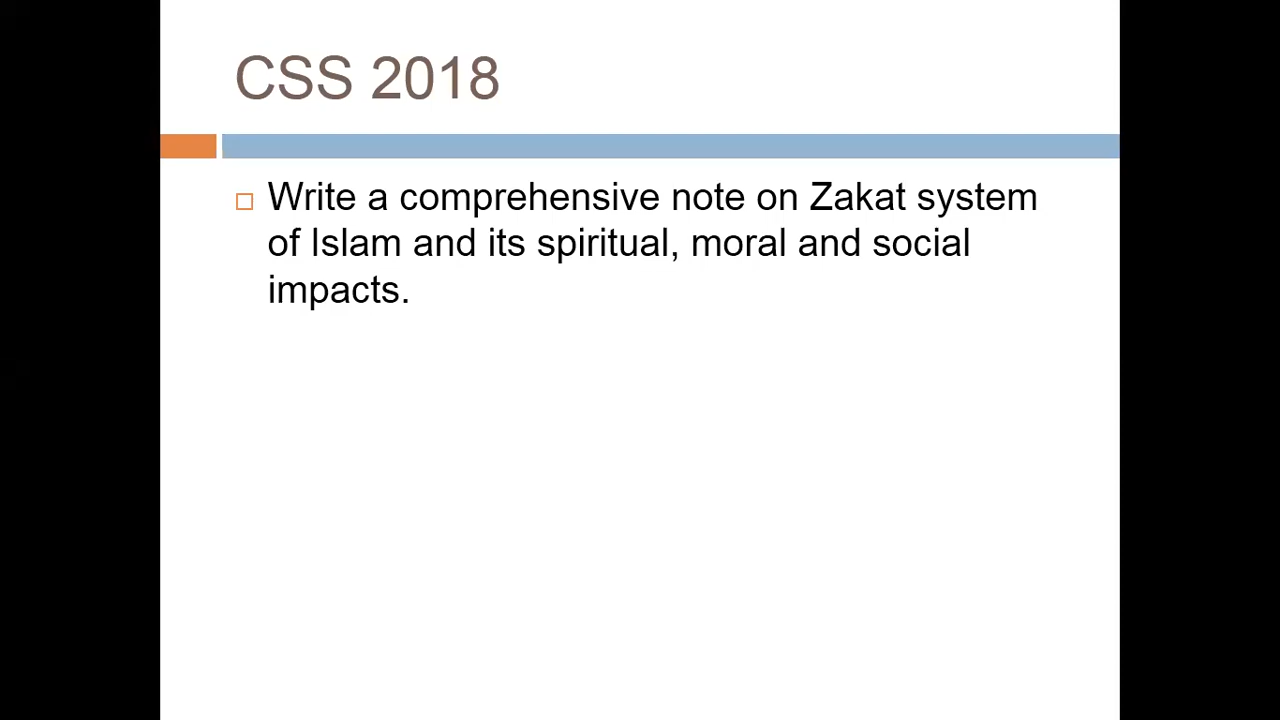 CSS 2018
Write a comprehensive note on Zakat system
of Islam and its spiritual, moral and social
impacts.